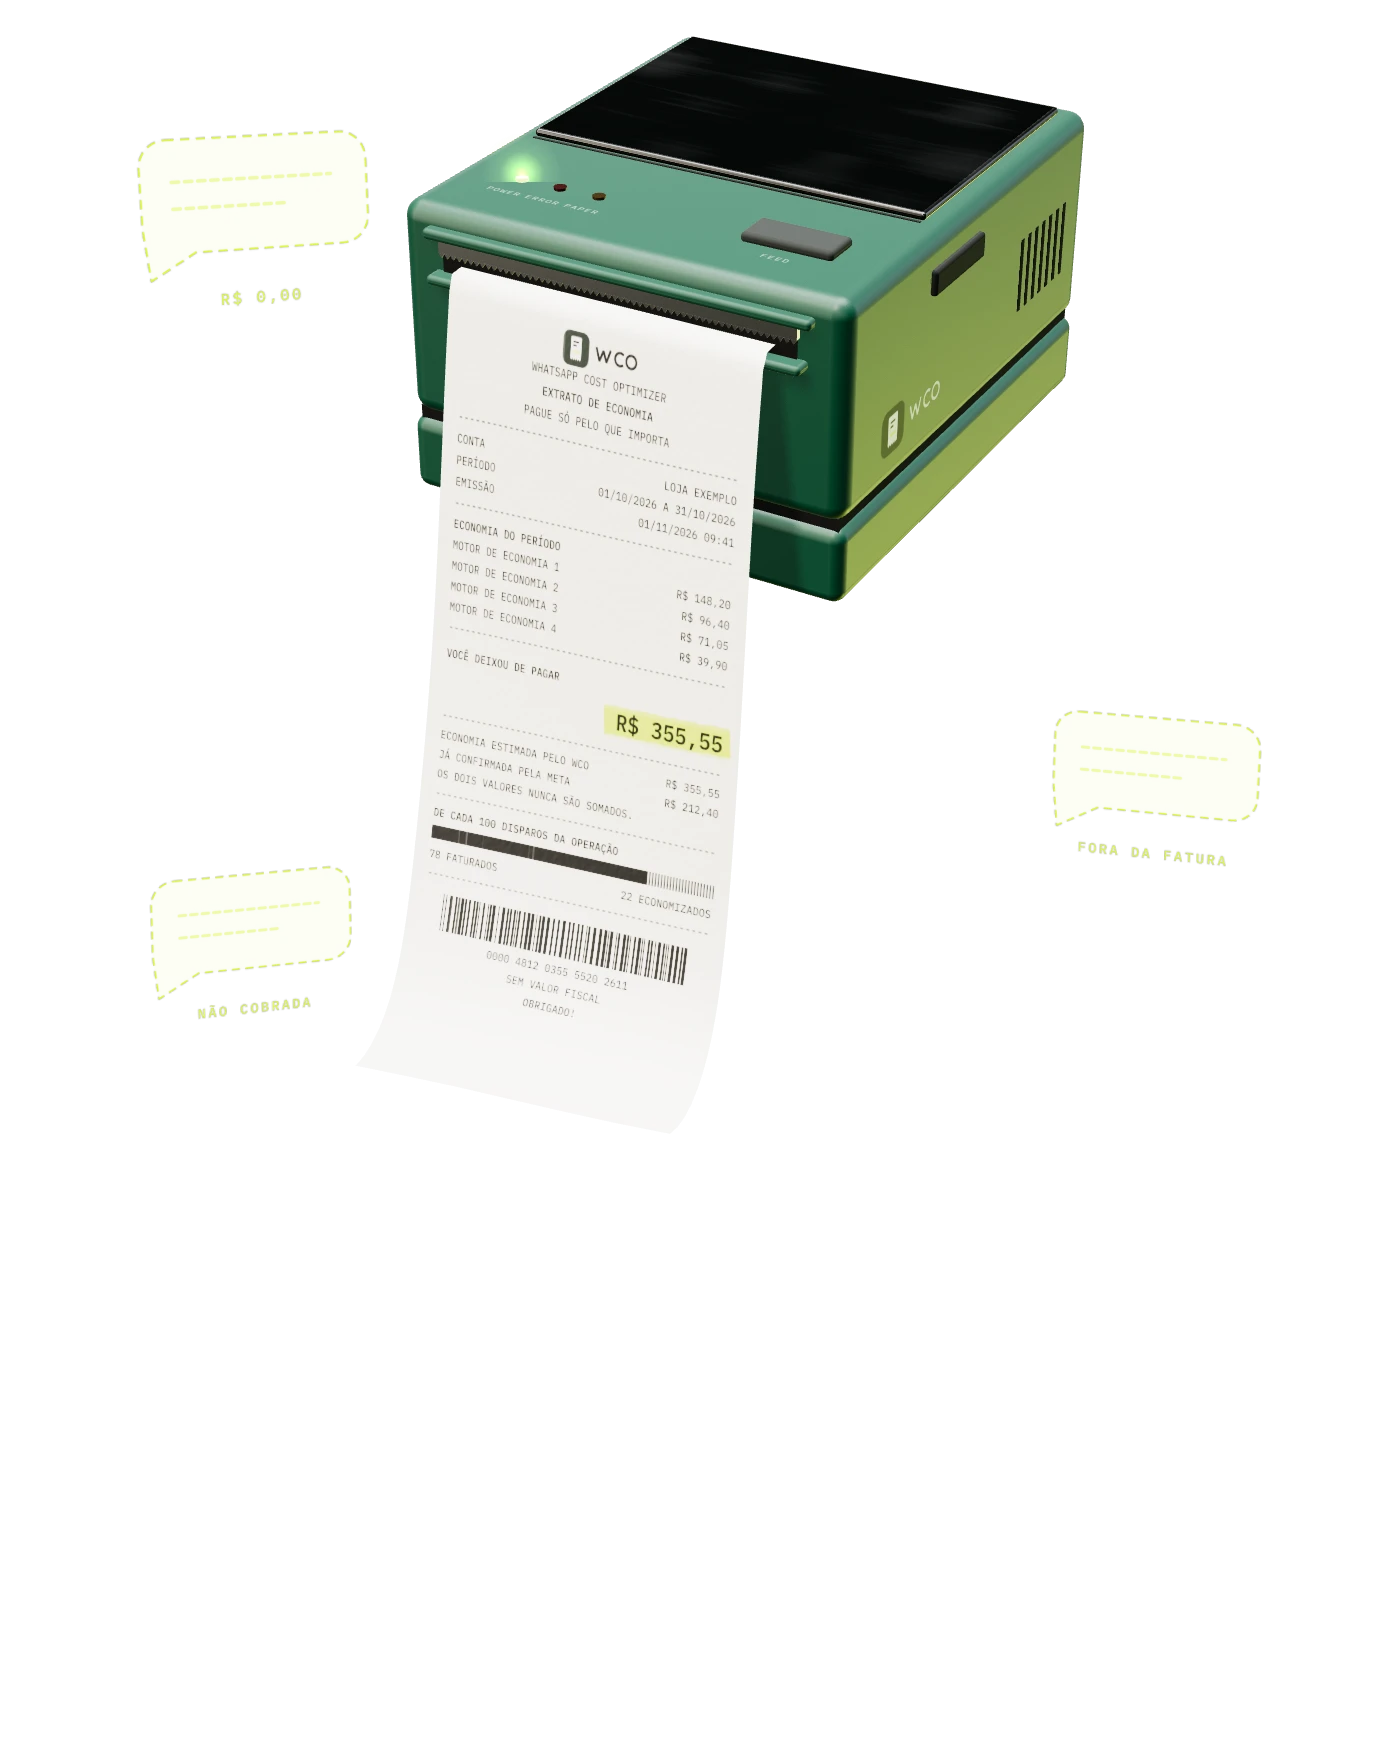 POWER ERROR PAPER
FEED
R$ 0,00
WCO
WHATSAPP COST OPTIMIZER
EXTRATO DE ECONOMIA
PAGUE SÓ PELO QUE IMPORTA
CONTA LOJA EXEMPLO
PERÍODO 01/10/2026 A 31/10/2026
EMISSÃO 01/11/2026 09:41
ECONOMIA DO PERÍODO
MOTOR DE ECONOMIA 1 R$ 148,20
MOTOR DE ECONOMIA 2 R$ 96,40
MOTOR DE ECONOMIA 3 R$ 71,05
MOTOR DE ECONOMIA 4 R$ 39,90
VOCÊ DEIXOU DE PAGAR
R$ 355,55
ECONOMIA ESTIMADA PELO WCO R$ 355,55
JÁ CONFIRMADA PELA META R$ 212,40
OS DOIS VALORES NUNCA SÃO SOMADOS.
DE CADA 100 DISPAROS DA OPERAÇÃO
78 FATURADOS 22 ECONOMIZADOS
0000 4812 0355 5520 2611
SEM VALOR FISCAL
OBRIGADO!
WCO
FORA DA FATURA
NÃO COBRADA